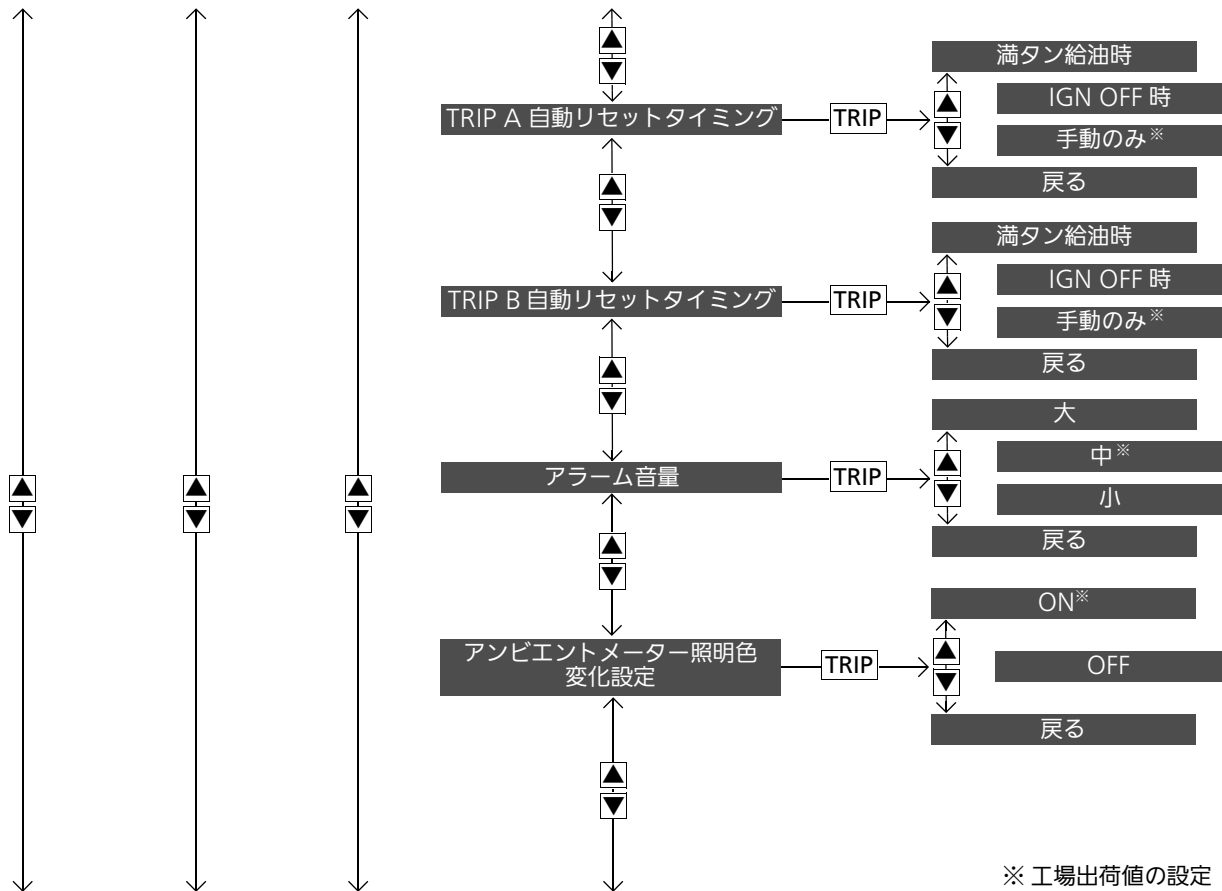 満タン給油時
TRIP A 自動リセットタイミング
TRIP
IGN OFF 時
手動のみ※
戻る
満タン給油時
TRIP B 自動リセットタイミング
TRIP
IGN OFF 時
手動のみ※
戻る
大
アラーム音量
TRIP
中※
小
戻る
ON※
アンビエントメーター照明色
変化設定
TRIP
OFF
戻る
※ 工場出荷値の設定